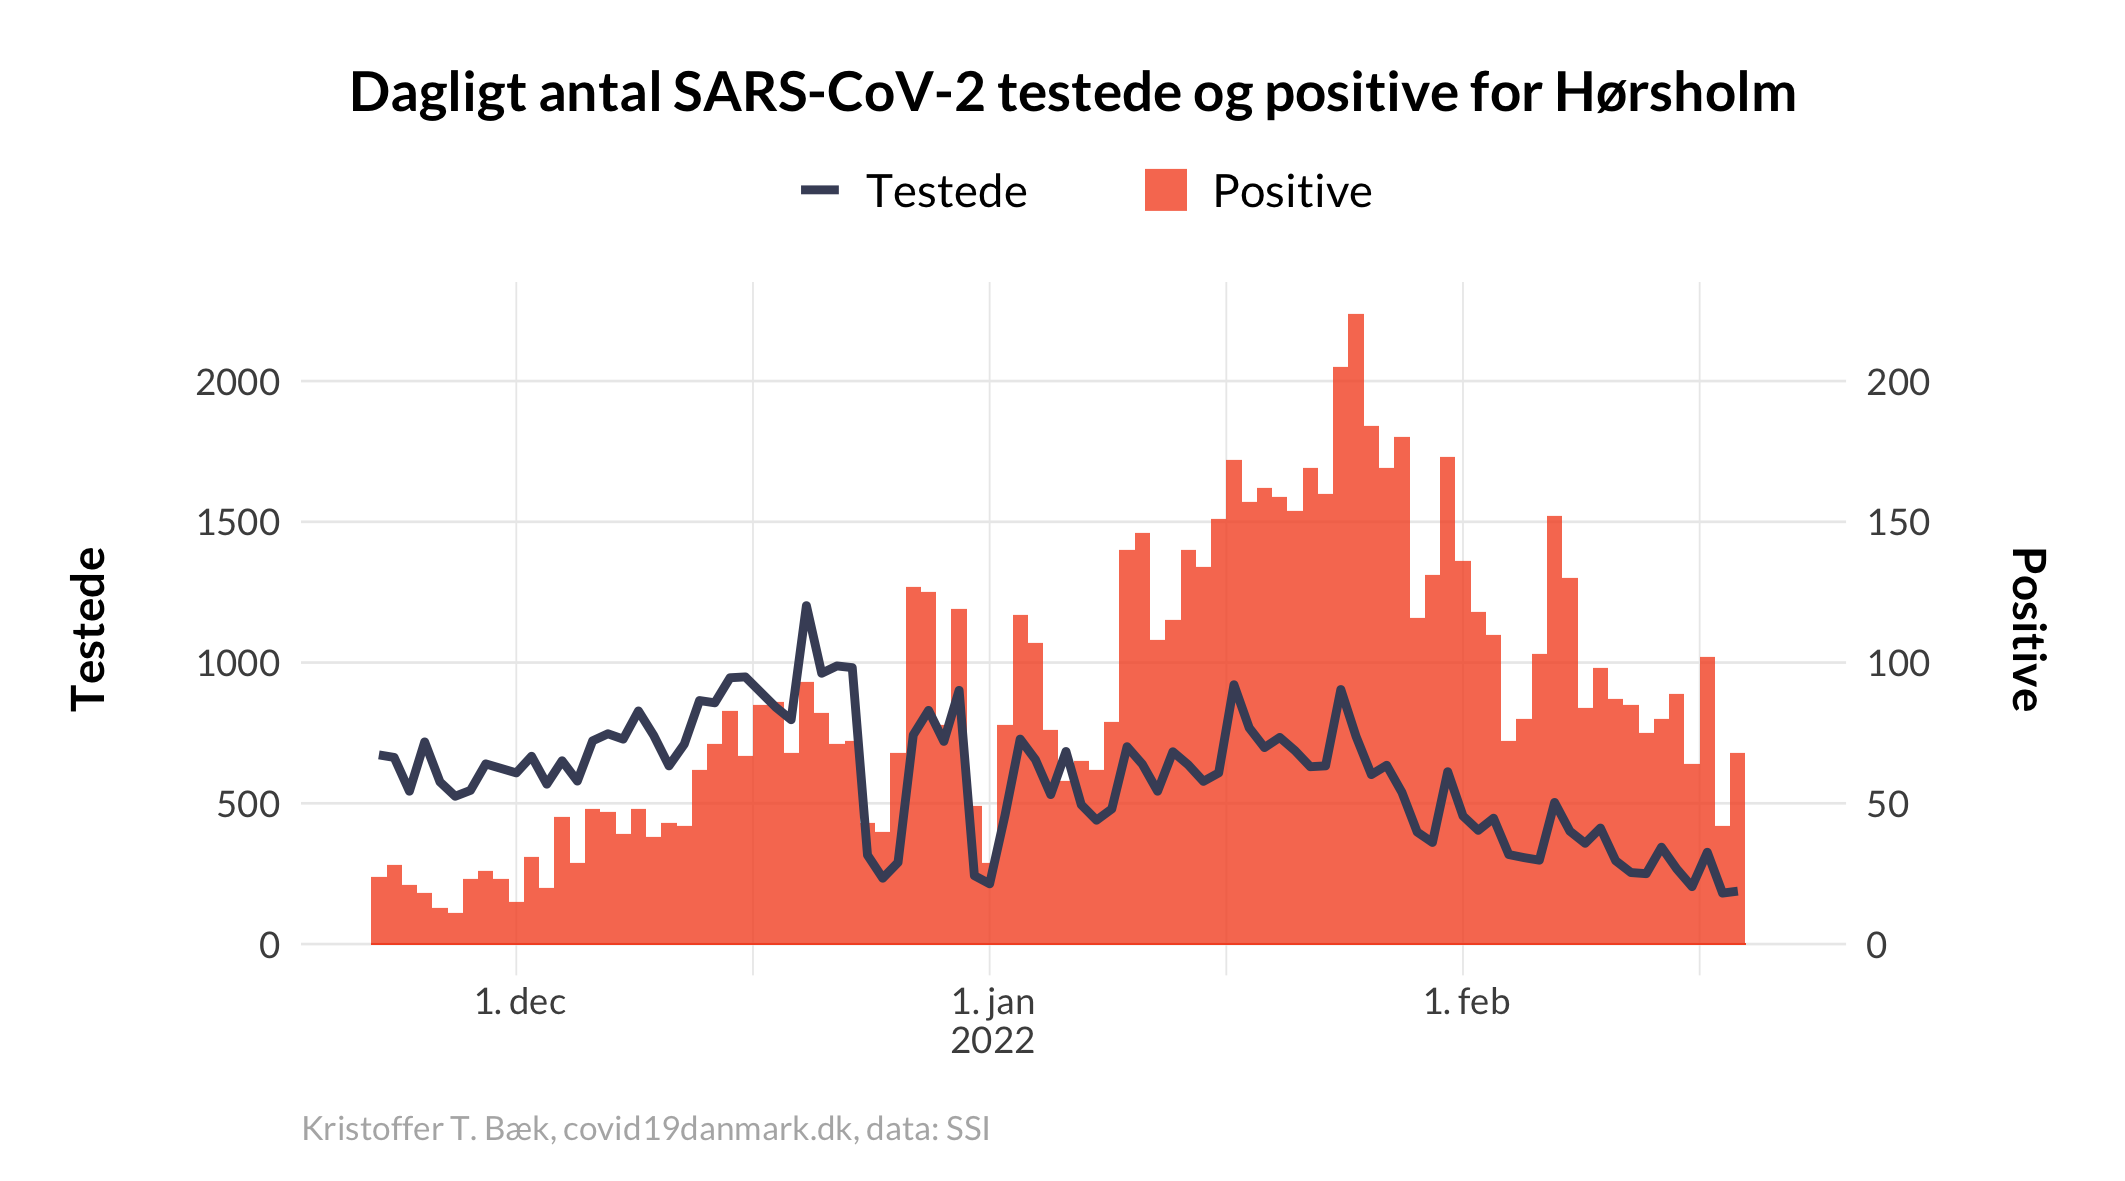 Dagligt antal SARS-CoV-2 testede og positive for Hørsholm
Testede
Positive
2000
1500
1000
500
0
Testede
200
150
100
50
0
Positive
1. dec
1. jan
2022
1. feb
Kristoffer T. Bæk, covid19danmark.dk, data: SSI